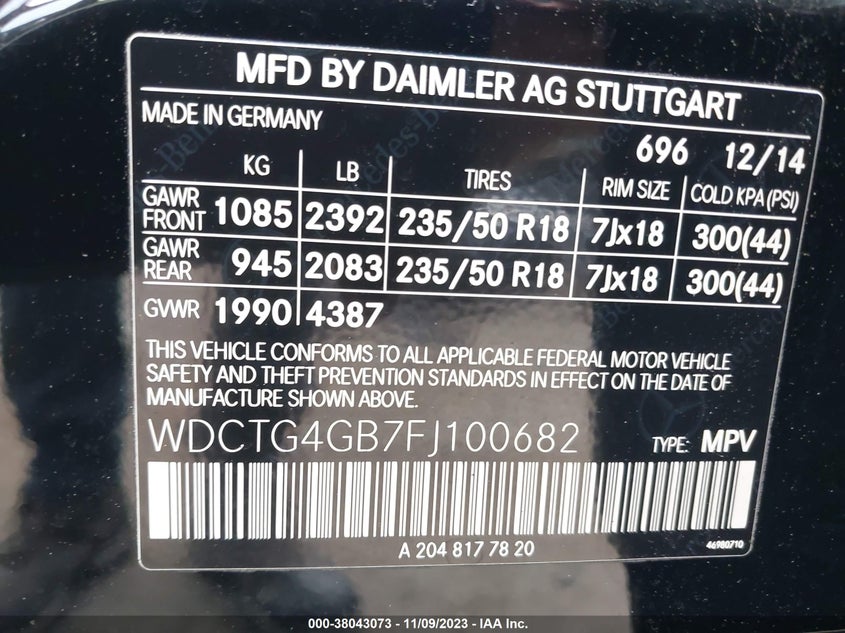 MFD BY DAIMLER AG STUTTGART
MADE IN GERMANY
696 12/14
KG LB TIRES RIM SIZE COLD KPA (PSI)
GAWR FRONT 1085 2392 235/50 R18 7Jx18 300(44)
GAWR REAR 945 2083 235/50 R18 7Jx18 300(44)
GVWR 1990 4387
THIS VEHICLE CONFORMS TO ALL APPLICABLE FEDERAL MOTOR VEHICLE
SAFETY AND THEFT PREVENTION STANDARDS IN EFFECT ON THE DATE OF
MANUFACTURE SHOWN ABOVE.
WDCTG4GB7FJ100682 TYPE: MPV
A 204 817 78 20
46980710
000-38043073 - 11/09/2023 - IAA Inc.